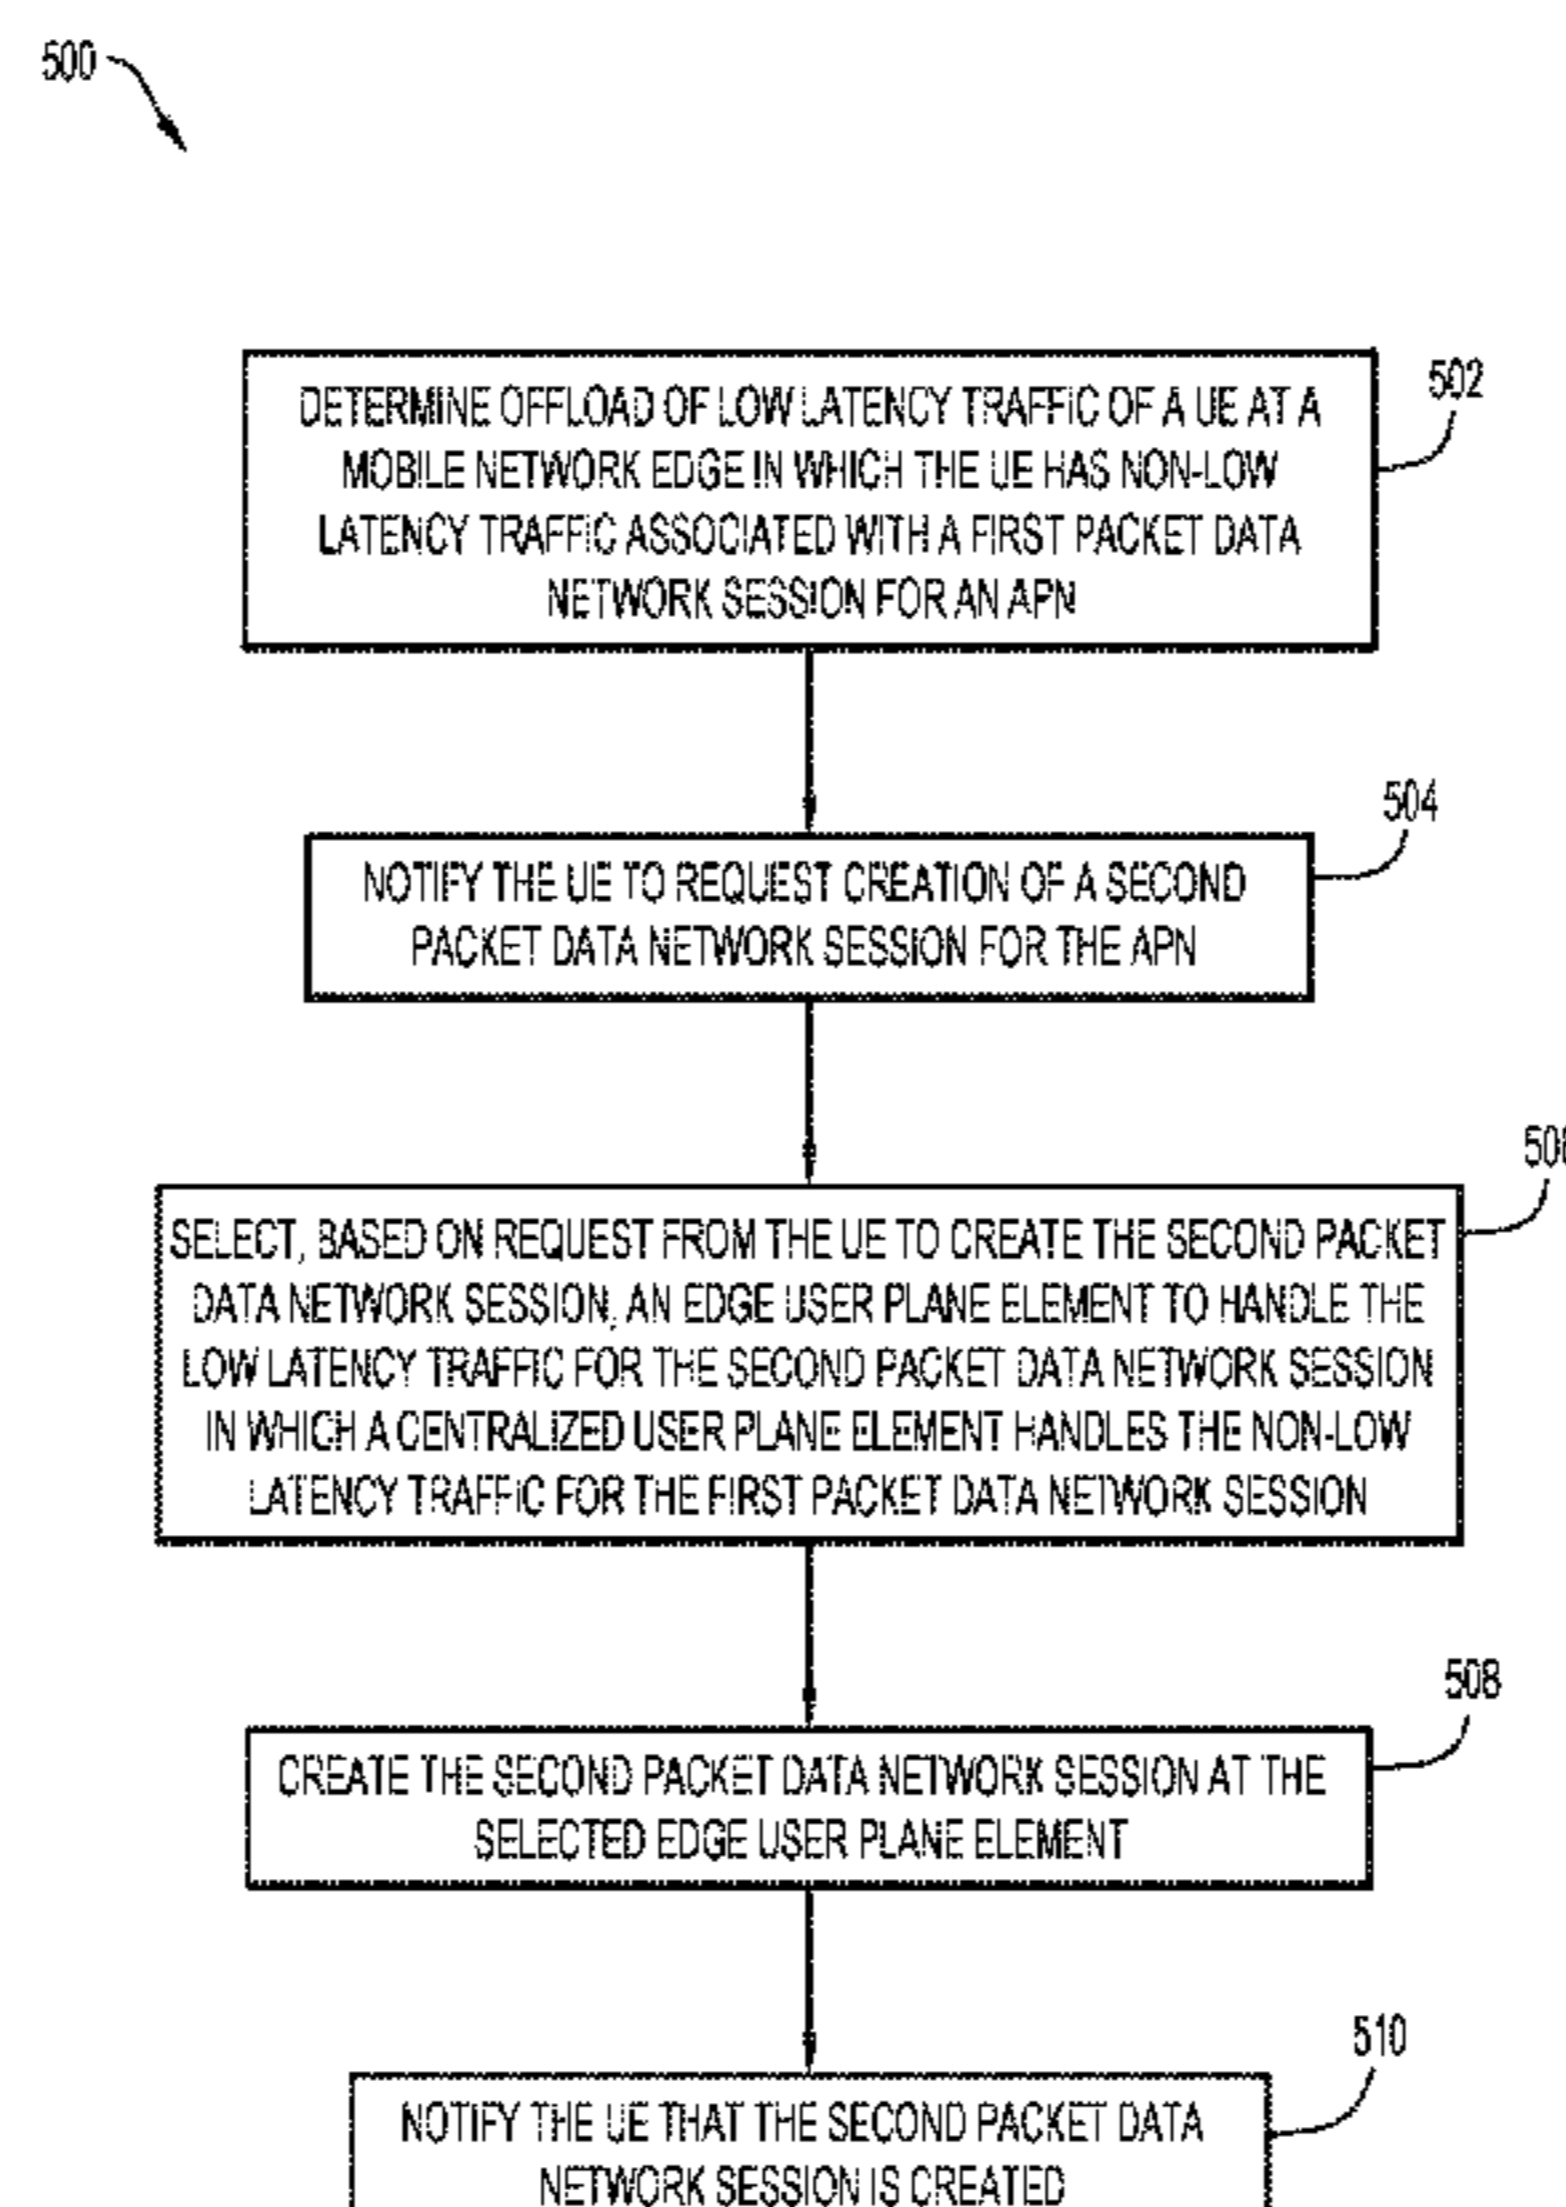 500
502
DETERMINE OFFLOAD OF LOW LATENCY TRAFFIC OF A UE AT A
MOBILE NETWORK EDGE IN WHICH THE UE HAS NON-LOW
LATENCY TRAFFIC ASSOCIATED WITH A FIRST PACKET DATA
NETWORK SESSION FOR AN APN
504
NOTIFY THE UE TO REQUEST CREATION OF A SECOND
PACKET DATA NETWORK SESSION FOR THE APN
SELECT, BASED ON REQUEST FROM THE UE TO CREATE THE SECOND PACKET
DATA NETWORK SESSION, AN EDGE USER PLANE ELEMENT TO HANDLE THE
LOW LATENCY TRAFFIC FOR THE SECOND PACKET DATA NETWORK SESSION
IN WHICH A CENTRALIZED USER PLANE ELEMENT HANDLES THE NON-LOW
LATENCY TRAFFIC FOR THE FIRST PACKET DATA NETWORK SESSION
508
CREATE THE SECOND PACKET DATA NETWORK SESSION AT THE
SELECTED EDGE USER PLANE ELEMENT
510
NOTIFY THE UE THAT THE SECOND PACKET DATA
NETWORK SESSION IS CREATED